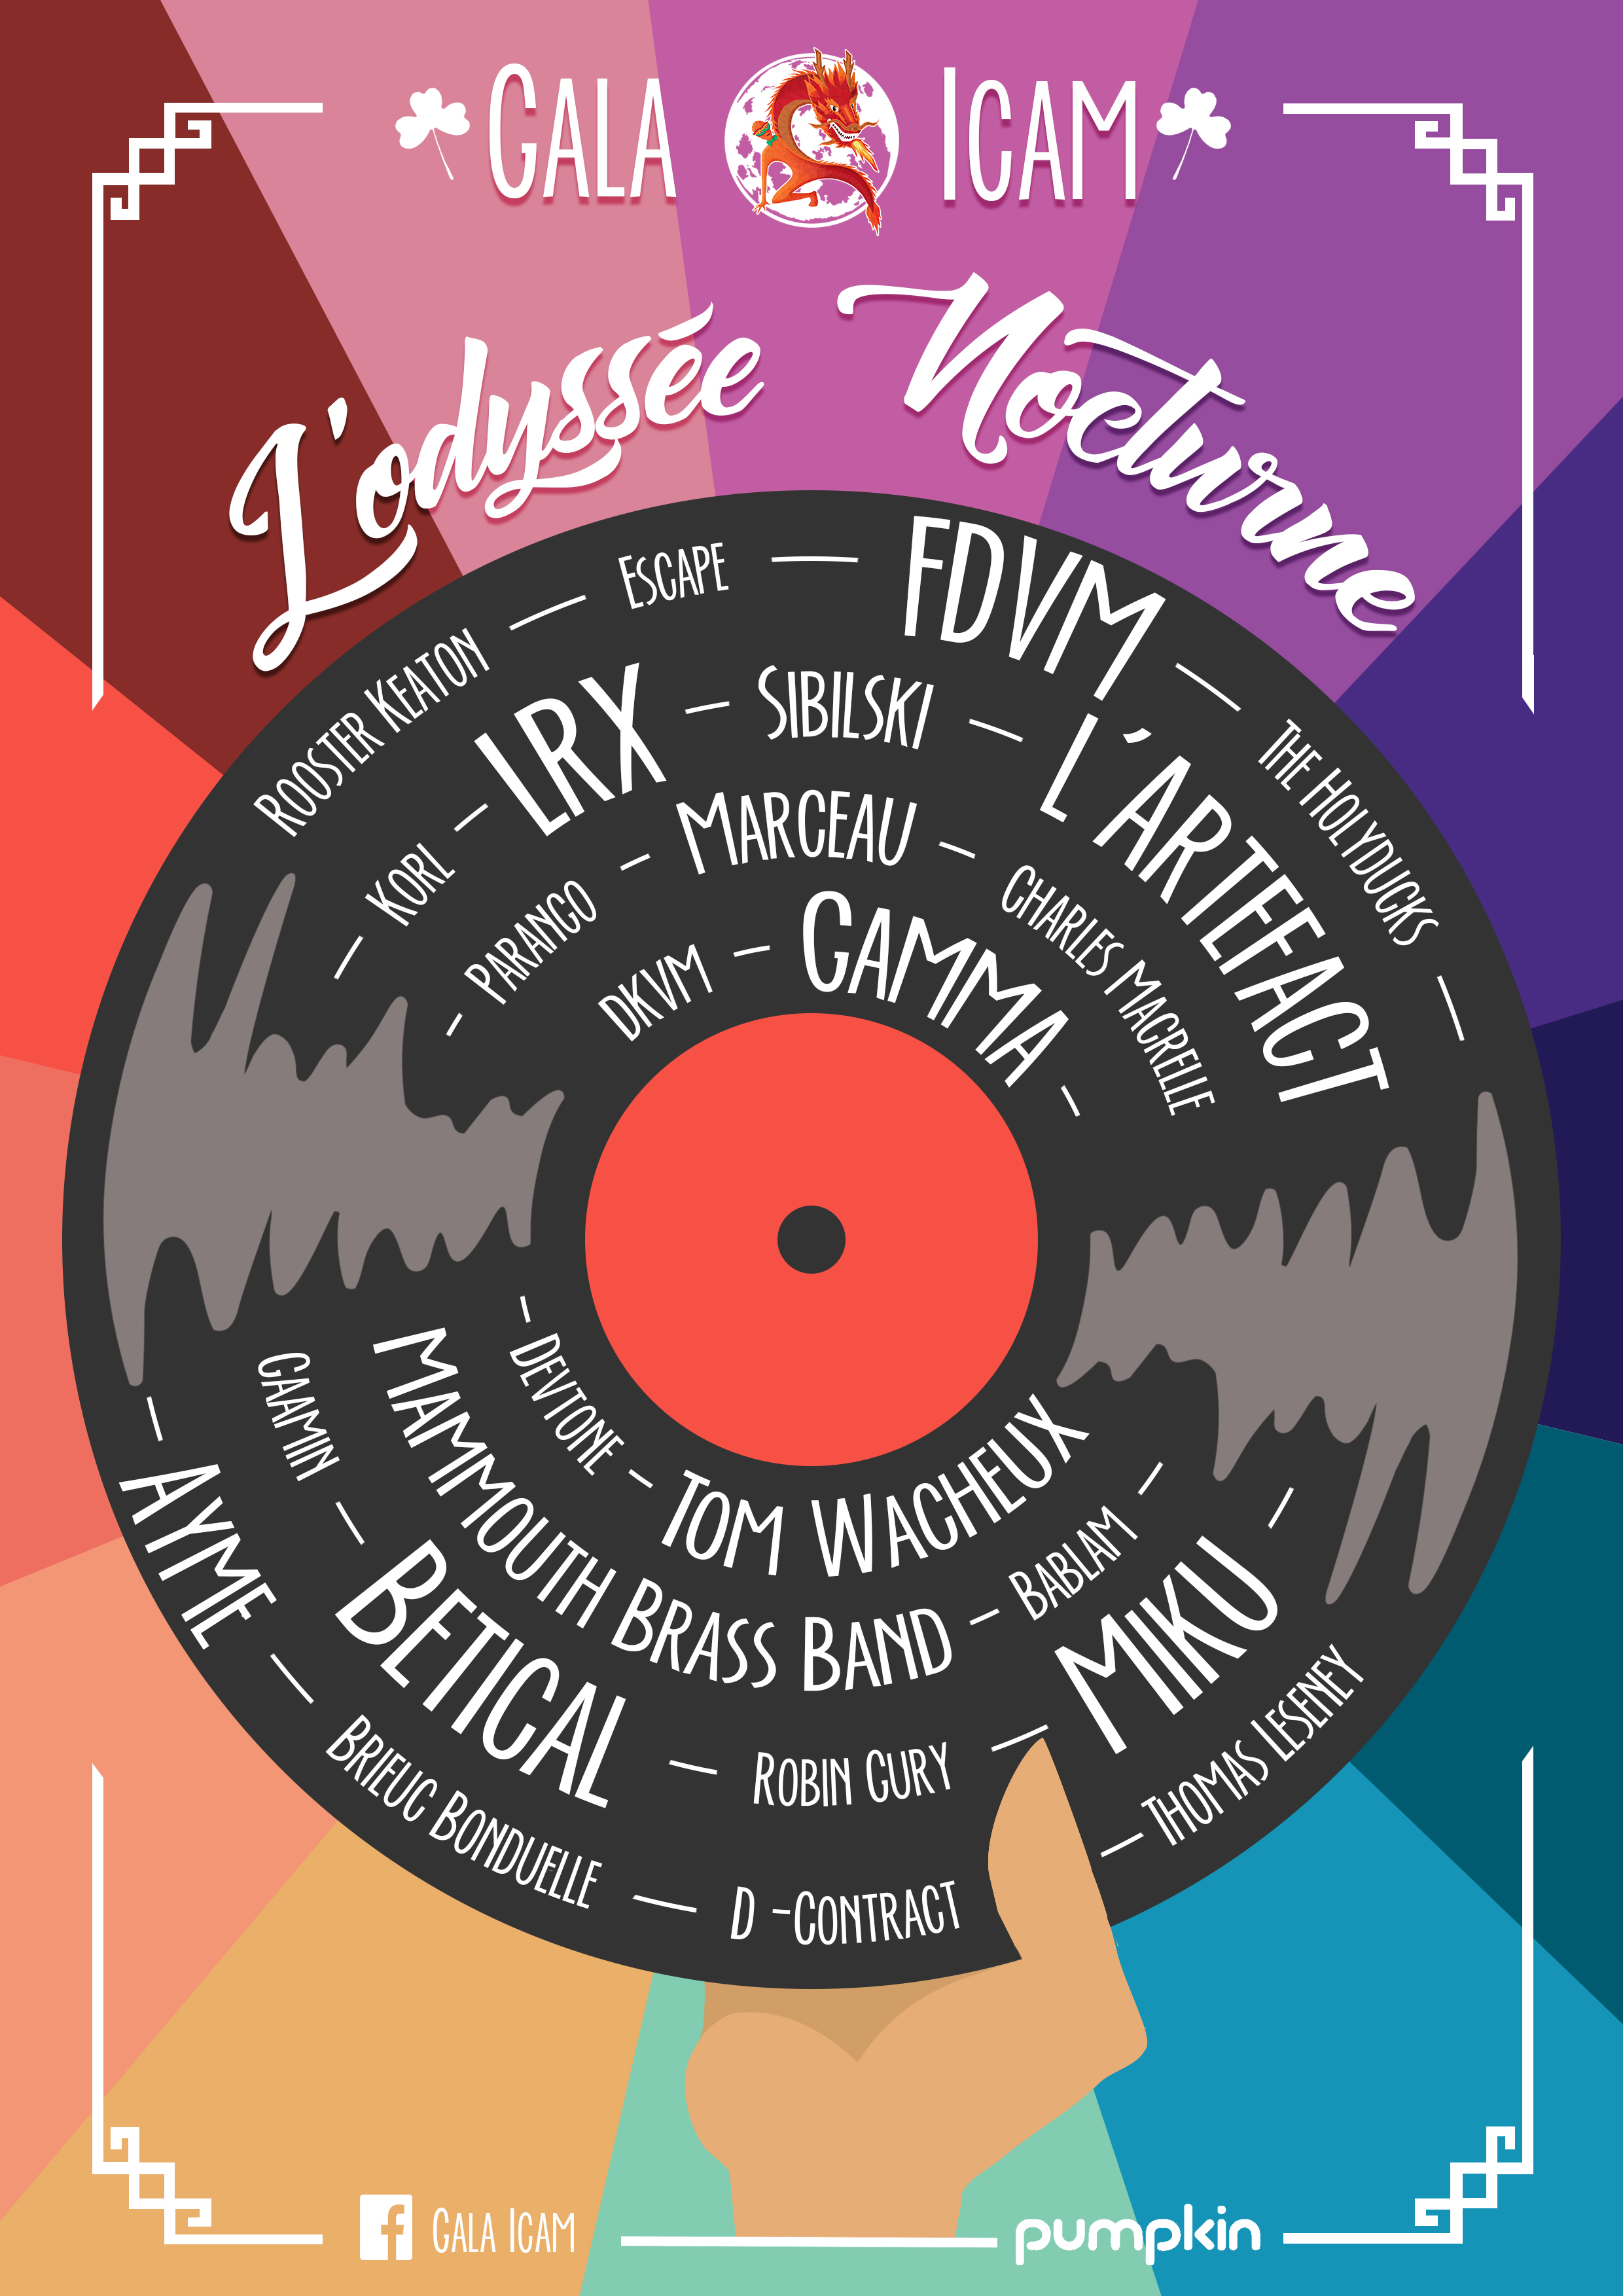 GALA ICAM
L'odyssée Nocturne
ROOSTER KEATON — ESCAPE — FDVM — THE HOLYDUCKS —
— KORL — LRX — SIBILSKI — L'ARTEFACT
— PARANGO — MARCEAU — CHARLES MACRELLE
DKVM — GAMMA —
— DEVTONE — TOM WACHEUX
MAMMOUTH BRASS BAND — BABLAM —
GAAMIN — BETICAL — ROBIN GURY — MIKU —
— AYME — BRIEUC BONDUELLE — D -CONTRACT — THOMAS LESENEY
f GALA ICAM
pumpkin